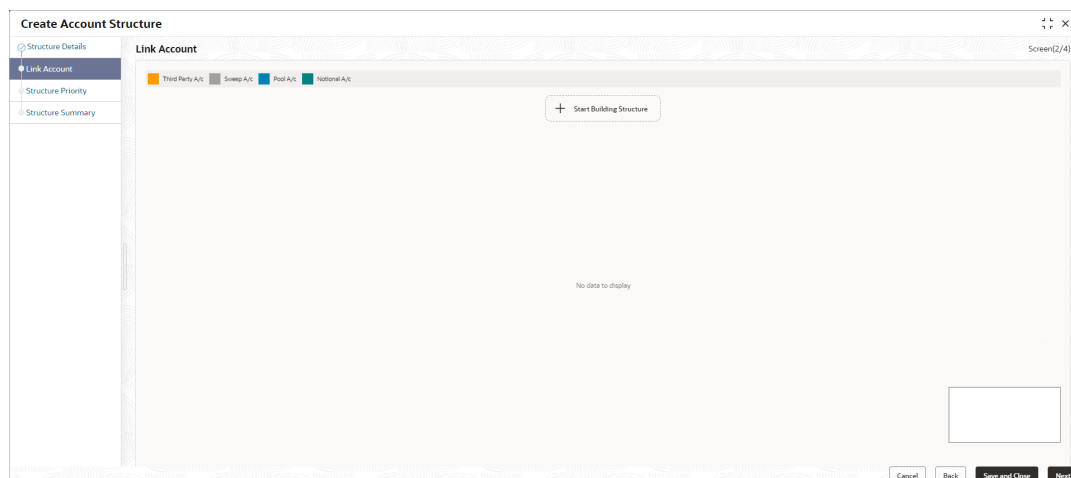 Create Account Structure
Structure Details
Link Account
Structure Priority
Structure Summary
Link Account
Screen(2/4)
Third Party A/c Sweep A/c Pool A/c Notional A/c
+ Start Building Structure
No data to display
Cancel Back Save and Close Next